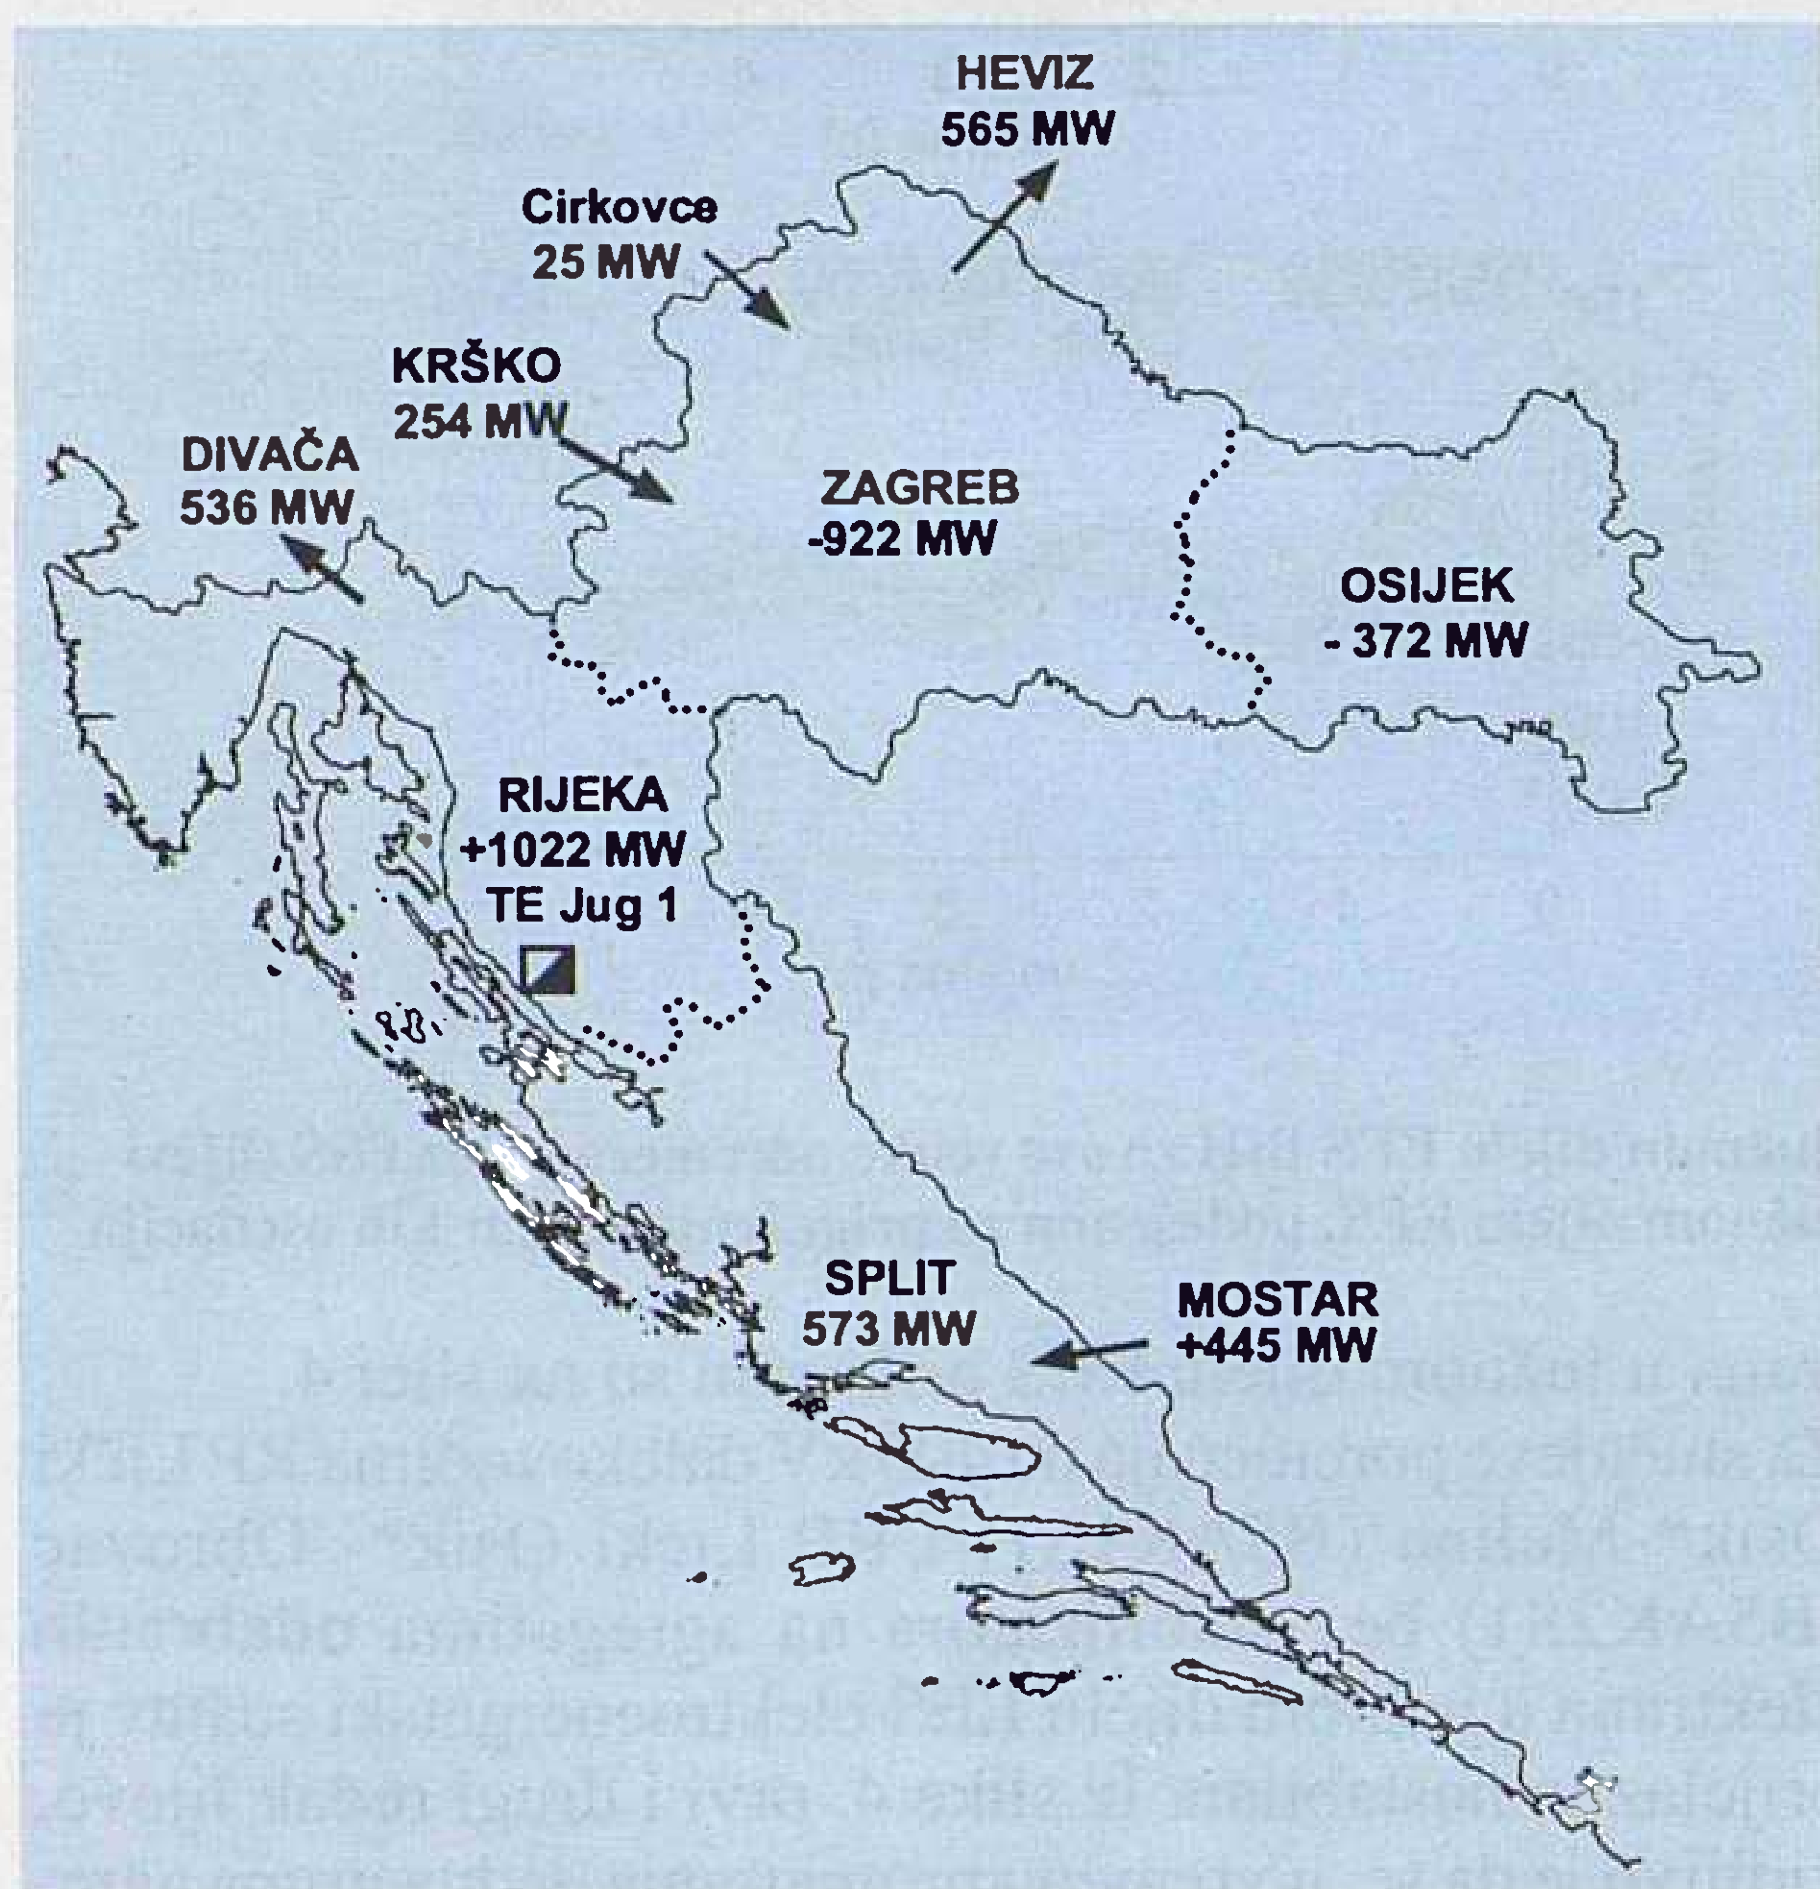 HEVIZ
565 MW
Cirkovce
25 MW
KRŠKO
254 MW
DIVAČA
536 MW
ZAGREB
-922 MW
OSIJEK
- 372 MW
RIJEKA
+1022 MW
TE Jug 1
SPLIT
573 MW
MOSTAR
+445 MW